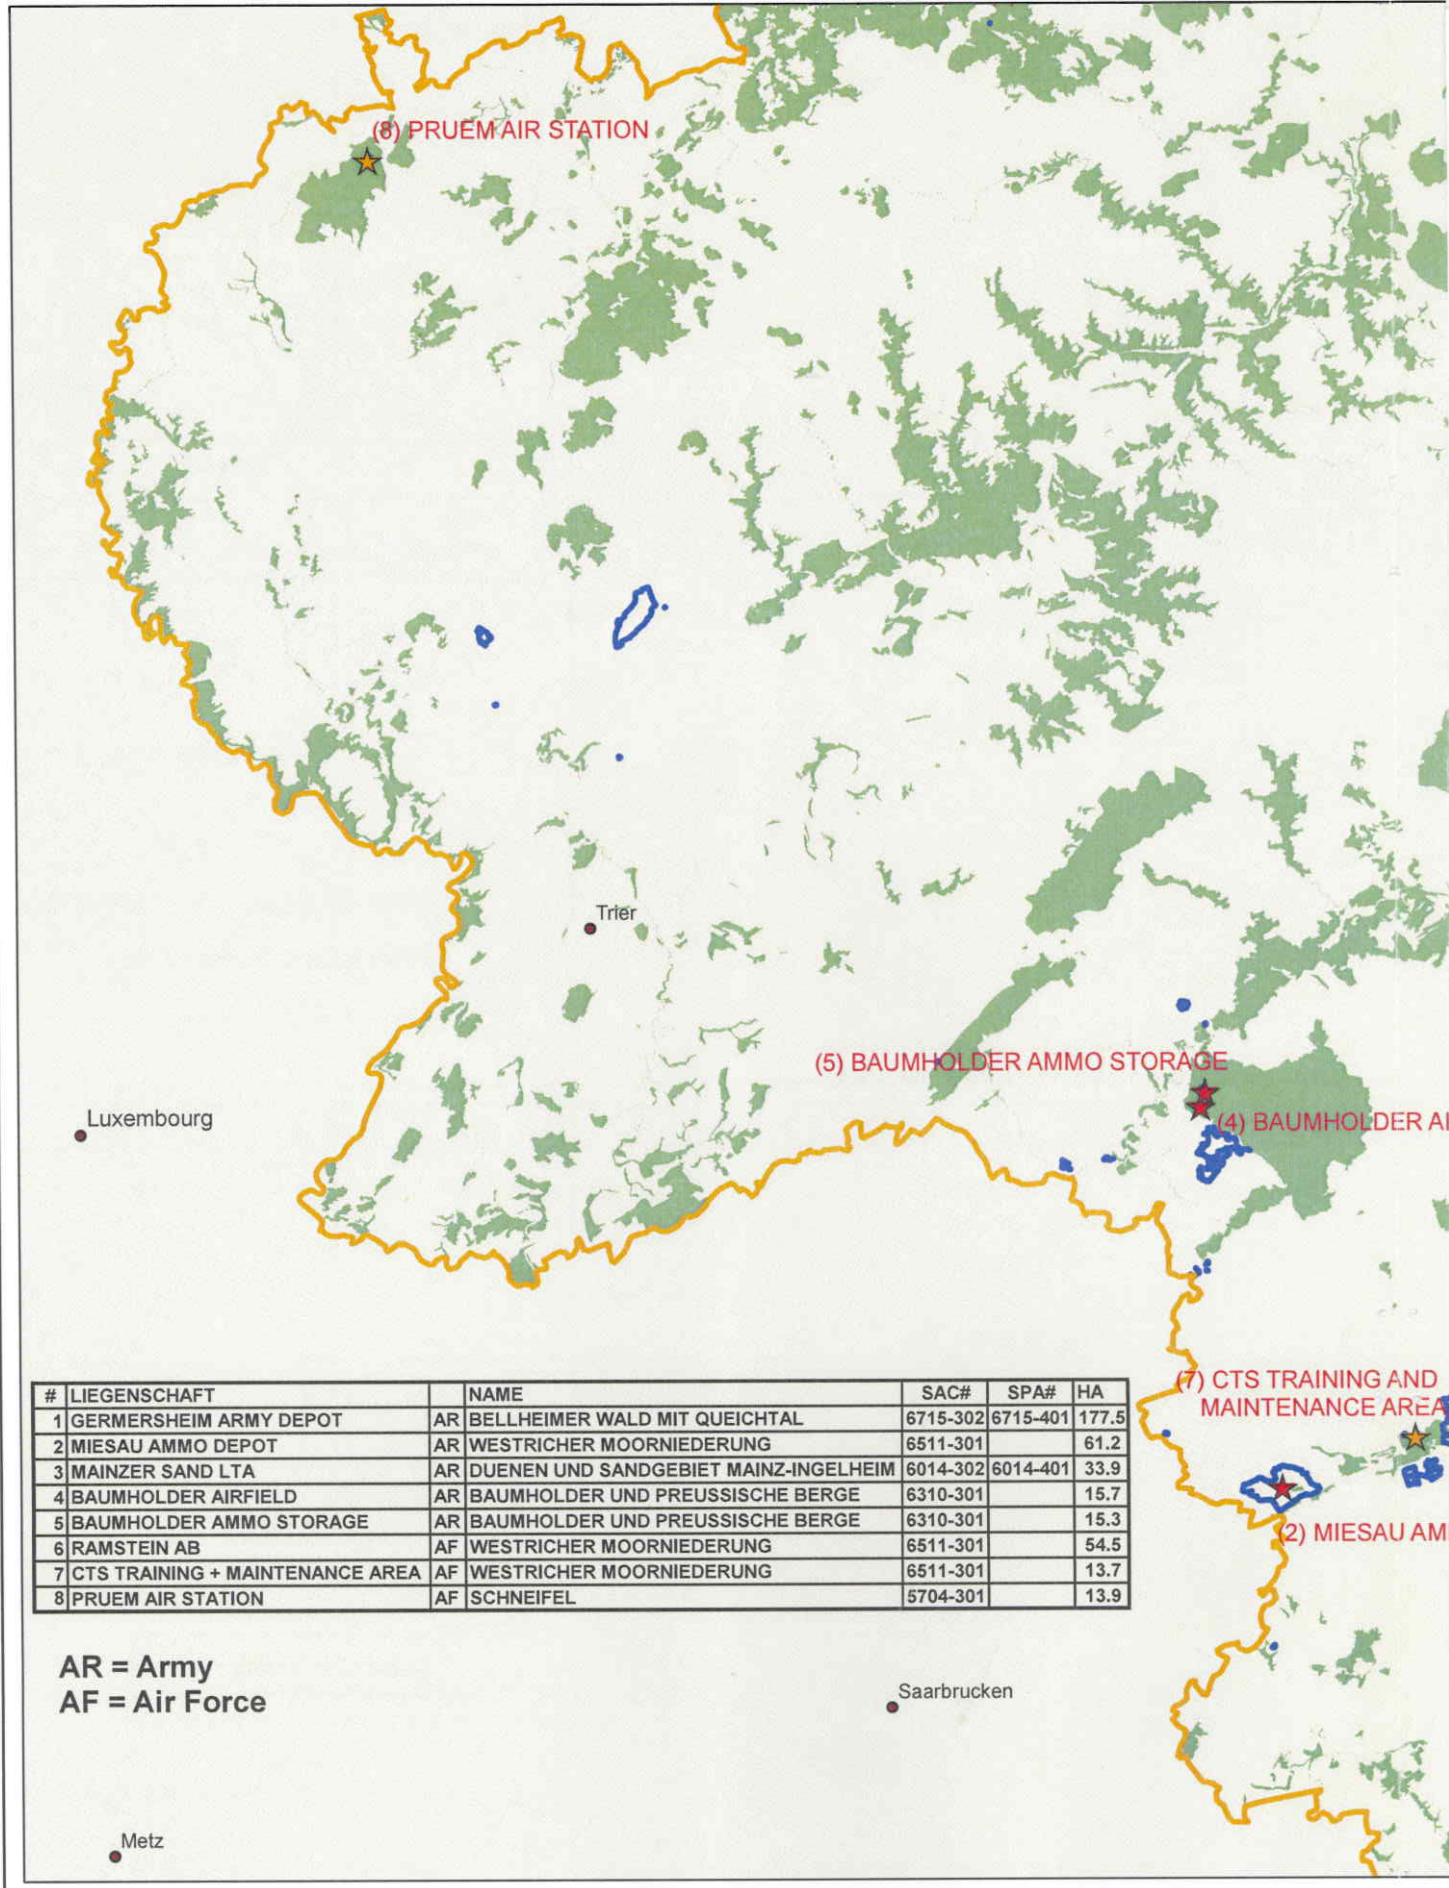 (8) PRUEM AIR STATION
Trier
(5) BAUMHOLDER AMMO STORAGE
Luxembourg
(4) BAUMHOLDER AI
(7) CTS TRAINING AND
MAINTENANCE AREA
# LIEGENSCHAFT NAME SAC# SPA# HA
1 GERMERSHEIM ARMY DEPOT AR BELLHEIMER WALD MIT QUEICHTAL 6715-302 6715-401 177.5
2 MIESAU AMMO DEPOT AR WESTRICHER MOORNIEDERUNG 6511-301 61.2
3 MAINZER SAND LTA AR DUENEN UND SANDGEBIET MAINZ-INGELHEIM 6014-302 6014-401 33.9
4 BAUMHOLDER AIRFIELD AR BAUMHOLDER UND PREUSSISCHE BERGE 6310-301 15.7
5 BAUMHOLDER AMMO STORAGE AR BAUMHOLDER UND PREUSSISCHE BERGE 6310-301 15.3
6 RAMSTEIN AB AF WESTRICHER MOORNIEDERUNG 6511-301 54.5
7 CTS TRAINING + MAINTENANCE AREA AF WESTRICHER MOORNIEDERUNG 6511-301 13.7
8 PRUEM AIR STATION AF SCHNEIFEL 5704-301 13.9
(2) MIESAU AM
AR = Army
AF = Air Force
Saarbrucken
Metz